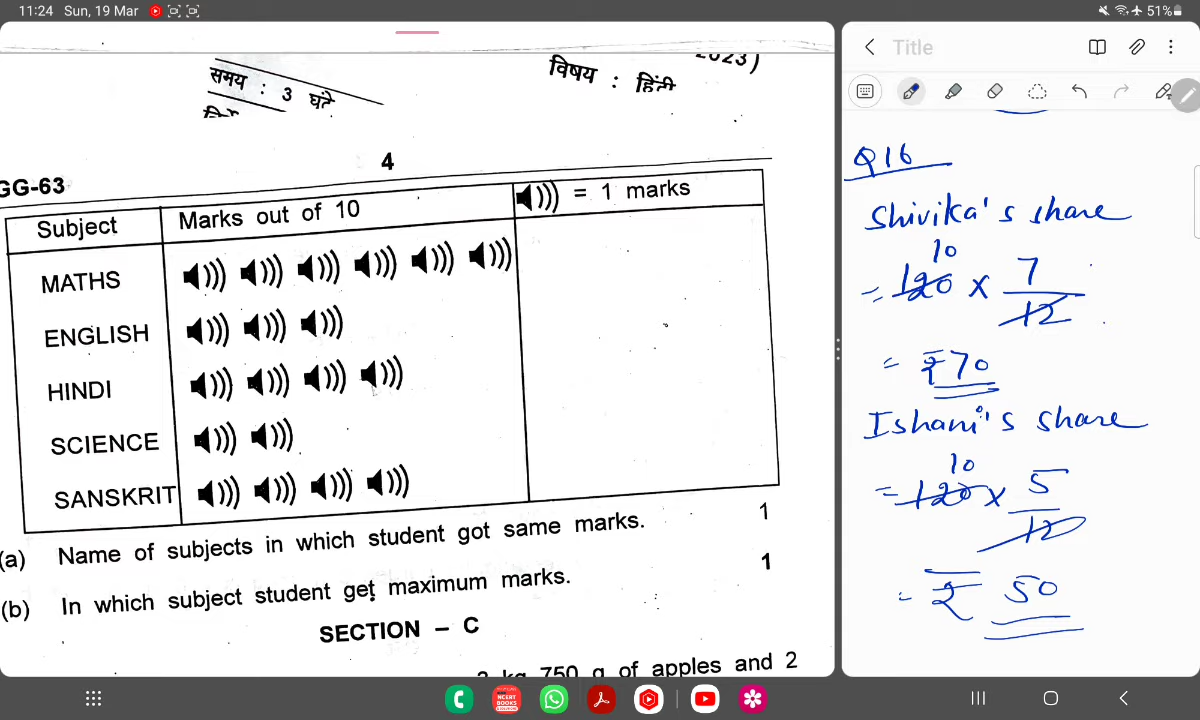 11:24 Sun, 19 Mar
51%
2023)
समय : 3 घंटे
विषय : हिंदी
4
GG-63
Subject Marks out of 10 = 1 marks
MATHS
ENGLISH
HINDI
SCIENCE
SANSKRIT
(a) Name of subjects in which student got same marks. 1
(b) In which subject student get maximum marks. 1
SECTION – C
3 kg 750 g of apples and 2
Title
Q16
Shivika's share
10
= 120 × 7
12
= ₹70
Ishani's share
10
= 120 × 5
12
= ₹ 50
NCERT
BOOKS